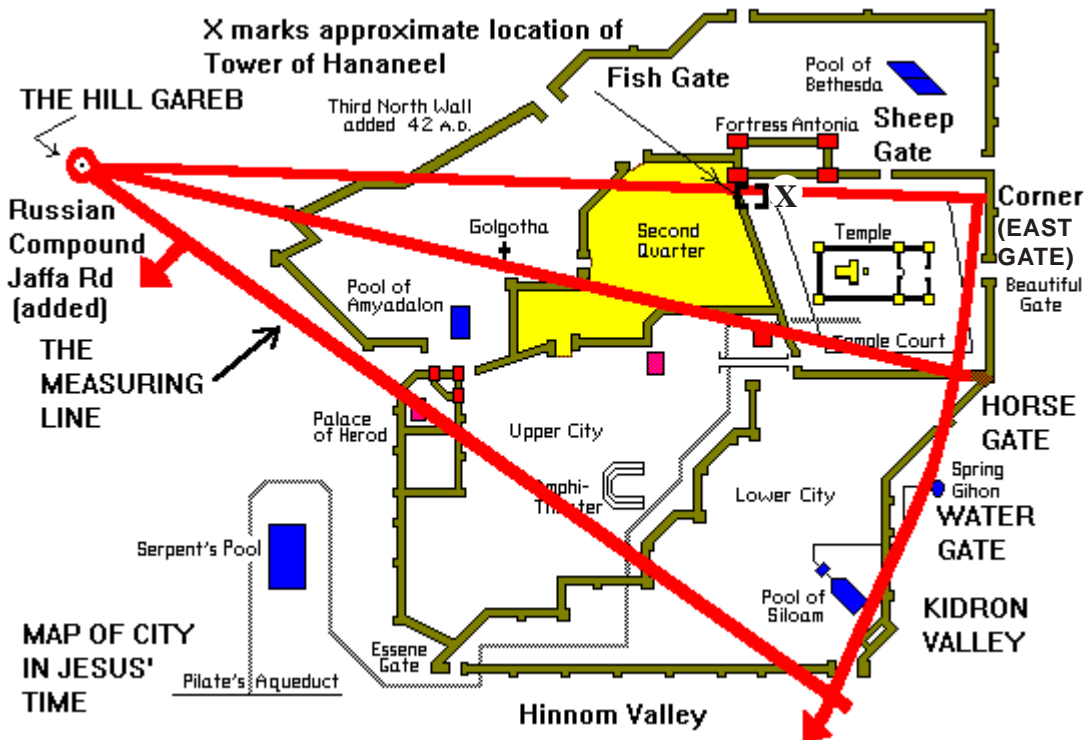 X marks approximate location of
Tower of Hananeel
Fish Gate
Pool of
Bethesda
THE HILL GAREB
Third North Wall
added 42 A.D.
Fortress Antonia
Sheep
Gate
X
Corner
(EAST
GATE)
Russian
Compound
Jaffa Rd
(added)
Golgotha
Second
Quarter
Temple
Beautiful
Gate
Pool of
Amyadalon
Temple Court
THE
MEASURING
LINE
Palace
of Herod
Upper City
HORSE
GATE
Amphi-
Theater
Lower City
Spring
Gihon
WATER
GATE
Serpent's Pool
Pool of
Siloam
KIDRON
VALLEY
MAP OF CITY
IN JESUS'
TIME
Essene
Gate
Pilate's Aqueduct
Hinnom Valley